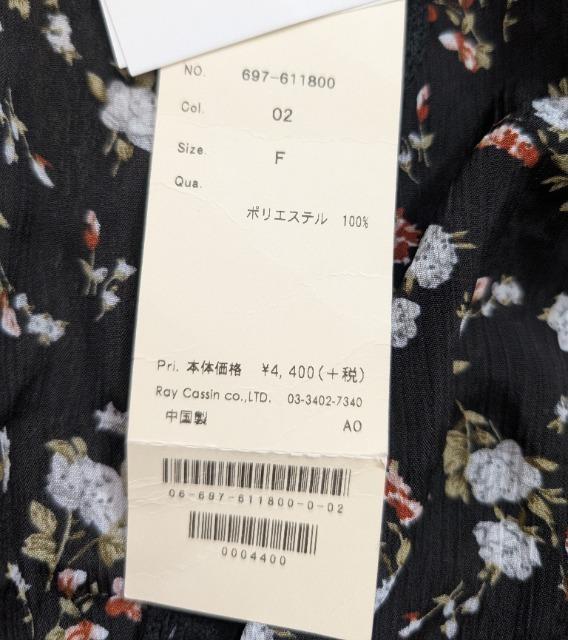 NO. 697-611800
Col. 02
Size. F
Qua.
ポリエステル 100%
Pri. 本体価格 ¥4,400(+税)
Ray Cassin co.,LTD. 03-3402-7340
中国製 AO
06-697-611800-0-02
0004400